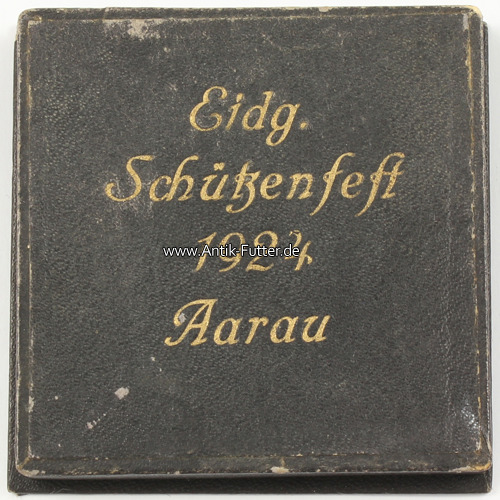 Eidg.
Schützenfest
1924
www.Antik-Futter.de
Aarau